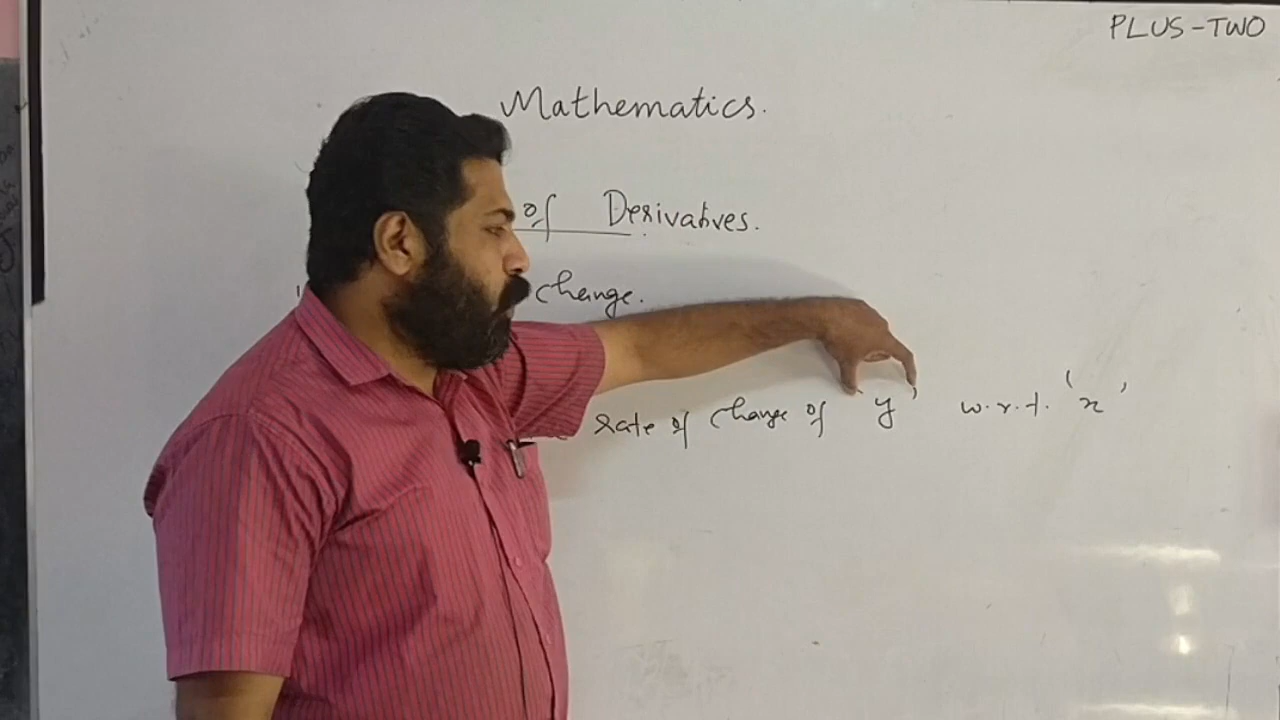 PLUS-TWO
Mathematics.
of Derivatives.
change.
rate of change of 'y' w.r.t. 'x'